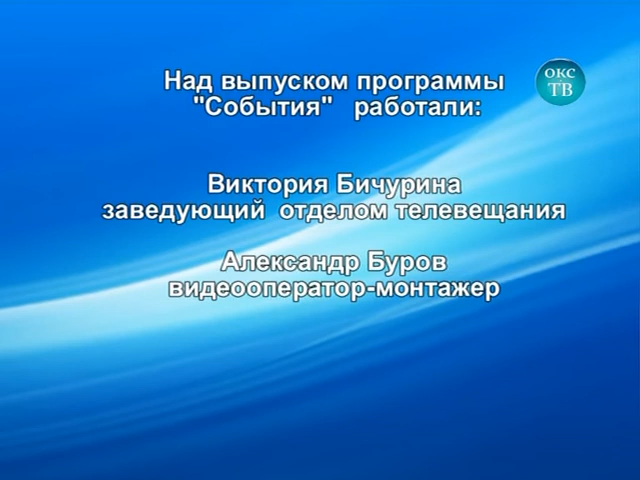 Над выпуском программы
"События" работали:
ОКС
ТВ
Виктория Бичурина
заведующий отделом телевещания
Александр Буров
видеооператор-монтажер